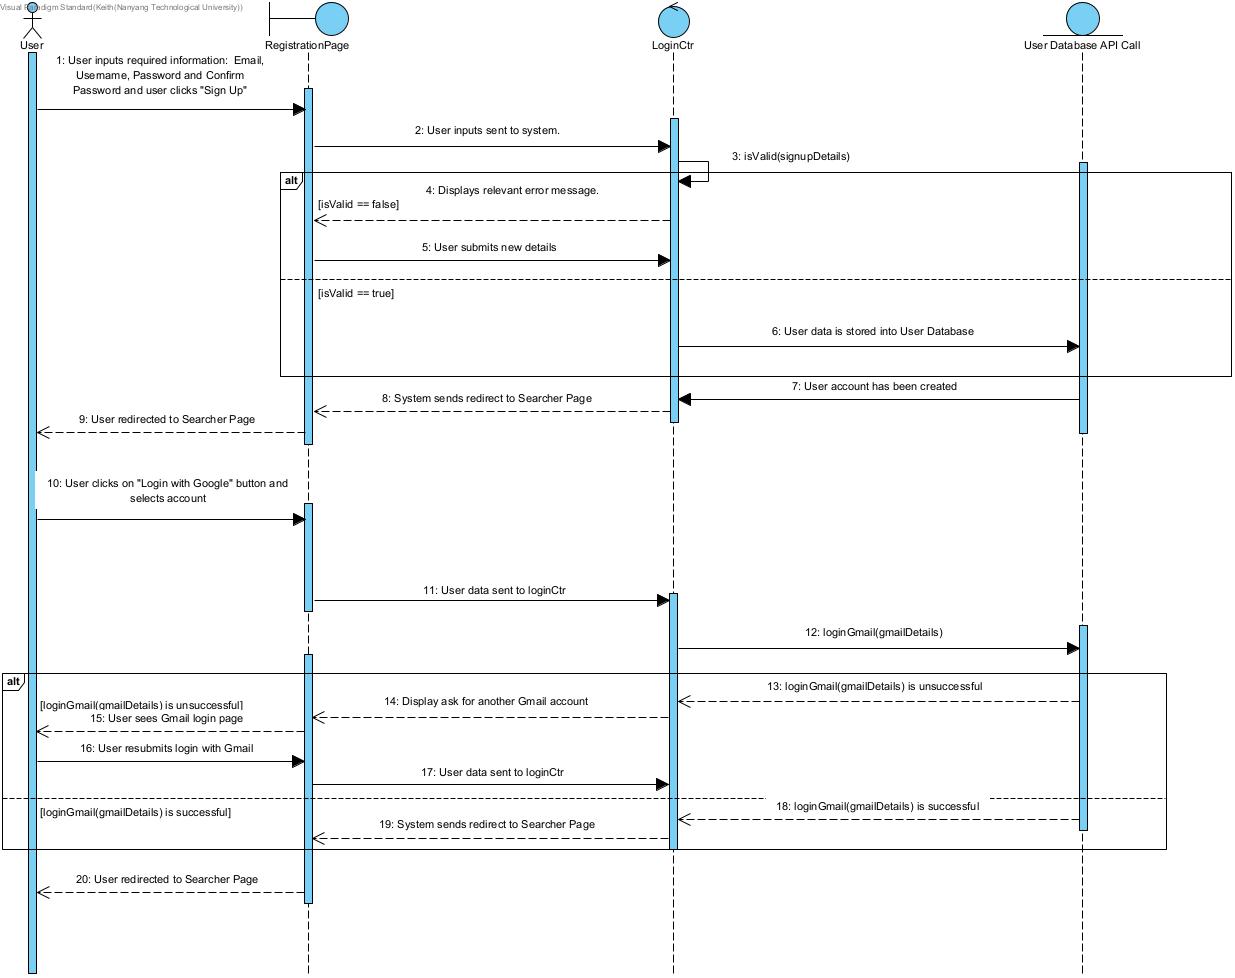 Visual Paradigm Standard(Keith(Nanyang Technological University))
User
RegistrationPage
LoginCtr
User Database API Call
1: User inputs required information:  Email,
Username, Password and Confirm
Password and user clicks "Sign Up"
2: User inputs sent to system.
3: isValid(signupDetails)
alt
4: Displays relevant error message.
[isValid == false]
5: User submits new details
[isValid == true]
6: User data is stored into User Database
7: User account has been created
8: System sends redirect to Searcher Page
9: User redirected to Searcher Page
10: User clicks on "Login with Google" button and
selects account
11: User data sent to loginCtr
12: loginGmail(gmailDetails)
alt
13: loginGmail(gmailDetails) is unsuccessful
14: Display ask for another Gmail account
[loginGmail(gmailDetails) is unsuccessful]
15: User sees Gmail login page
16: User resubmits login with Gmail
17: User data sent to loginCtr
[loginGmail(gmailDetails) is successful]
18: loginGmail(gmailDetails) is successful
19: System sends redirect to Searcher Page
20: User redirected to Searcher Page